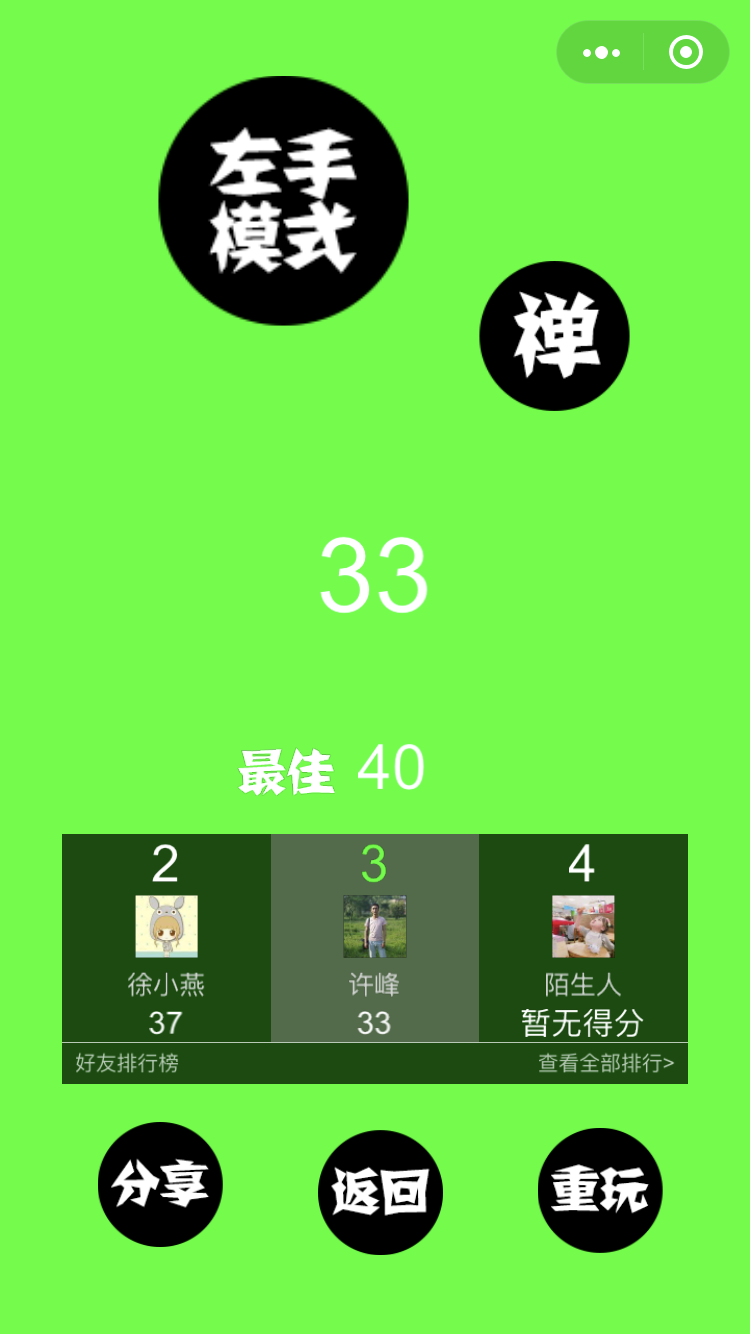 左手
模式
禅
33
最佳 40
2 3 4
徐小燕 许峰 陌生人
37 33 暂无得分
好友排行榜 查看全部排行>
分享 返回 重玩